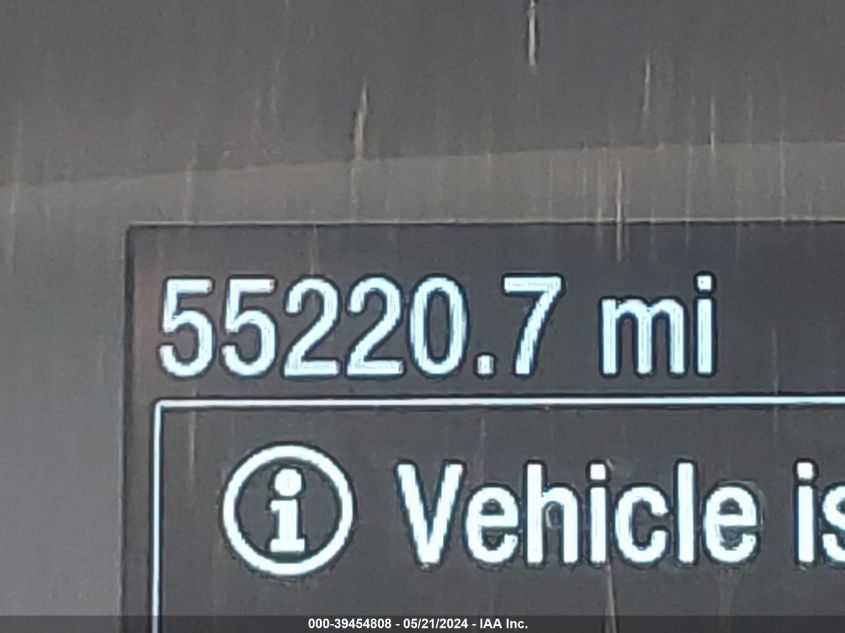 55220.7 mi
i Vehicle is
000-39454808 - 05/21/2024 - IAA Inc.